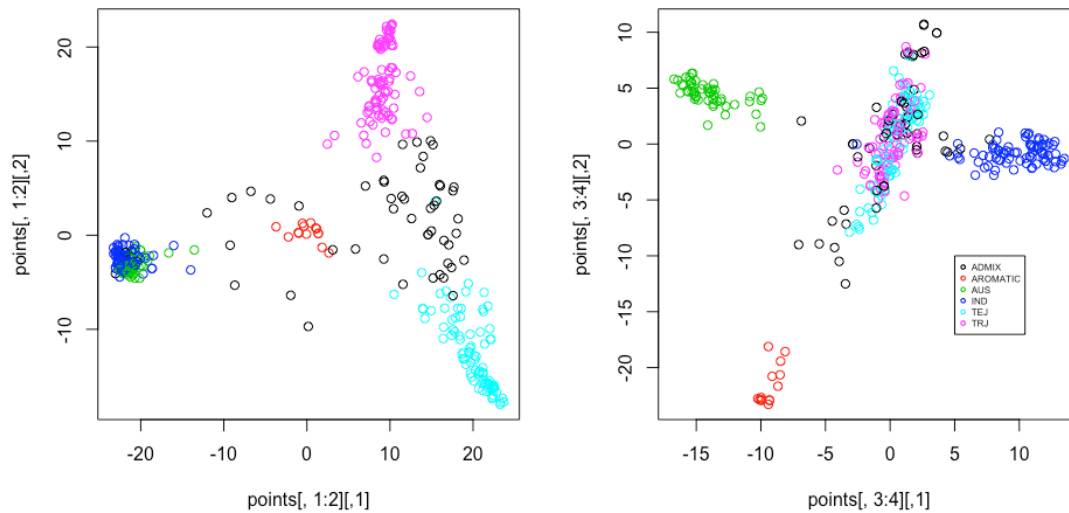 20
10
0
-10
points[, 1:2][,2]
-20
-10
0
10
20
points[, 1:2][,1]
10
5
0
-5
-10
-15
-20
points[, 3:4][,2]
ADMIX
AROMATIC
AUS
IND
TEJ
TRJ
-15
-10
-5
0
5
10
points[, 3:4][,1]